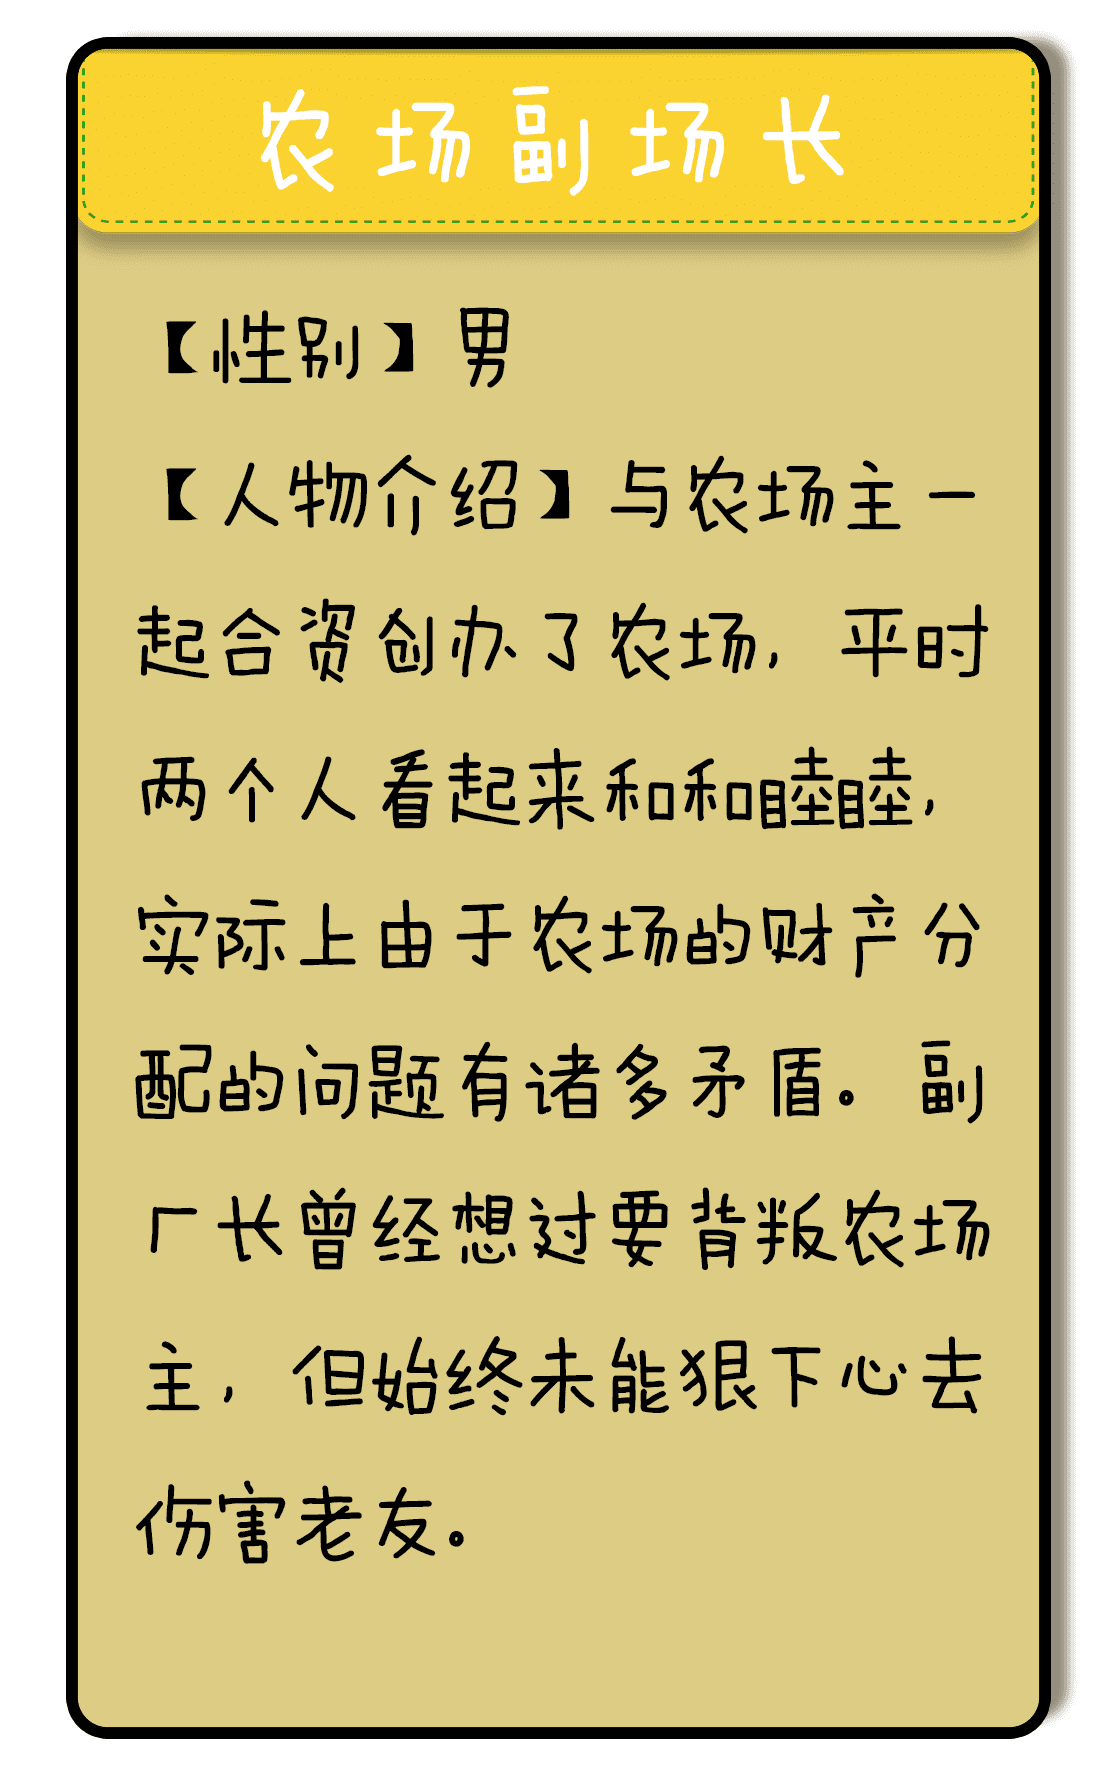 农场副场长
【性别】男
【人物介绍】与农场主一
起合资创办了农场，平时
两个人看起来和和睦睦，
实际上由于农场的财产分
配的问题有诸多矛盾。副
厂长曾经想过要背叛农场
主，但始终未能狠下心去
伤害老友。